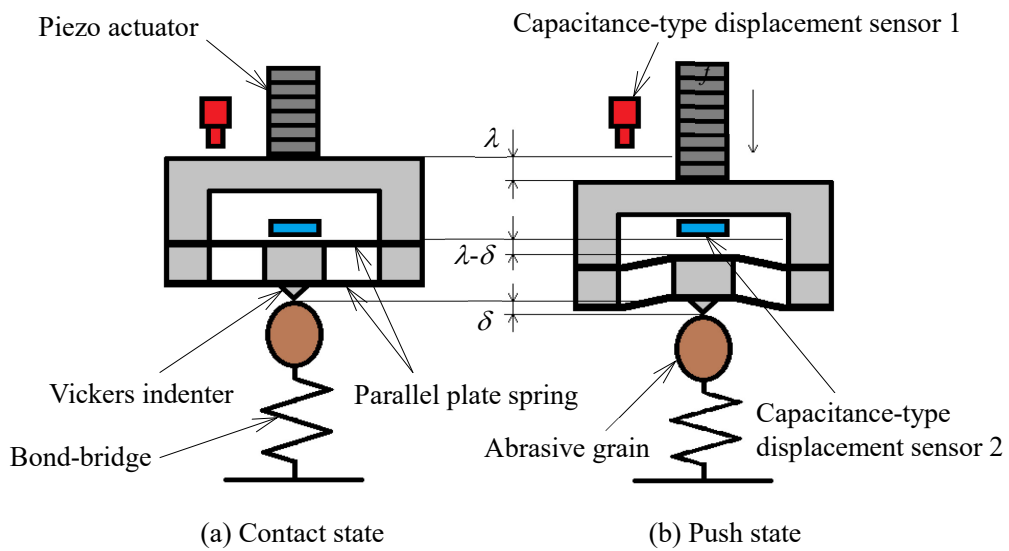 Piezo actuator
Capacitance-type displacement sensor 1
f
λ
λ-δ
δ
Vickers indenter
Parallel plate spring
Bond-bridge
Abrasive grain
Capacitance-type
displacement sensor 2
(a) Contact state
(b) Push state